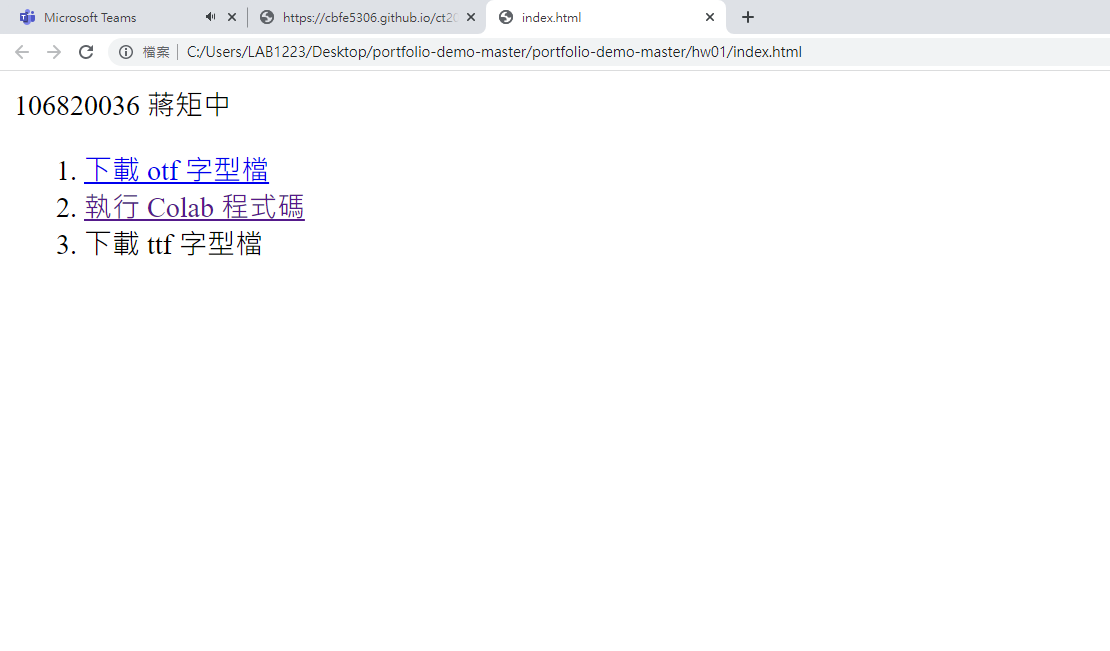 Microsoft Teams
https://cbfe5306.github.io/ct20
index.html
檔案
C:/Users/LAB1223/Desktop/portfolio-demo-master/portfolio-demo-master/hw01/index.html
106820036 蔣矩中
1. 下載 otf 字型檔
2. 執行 Colab 程式碼
3. 下載 ttf 字型檔